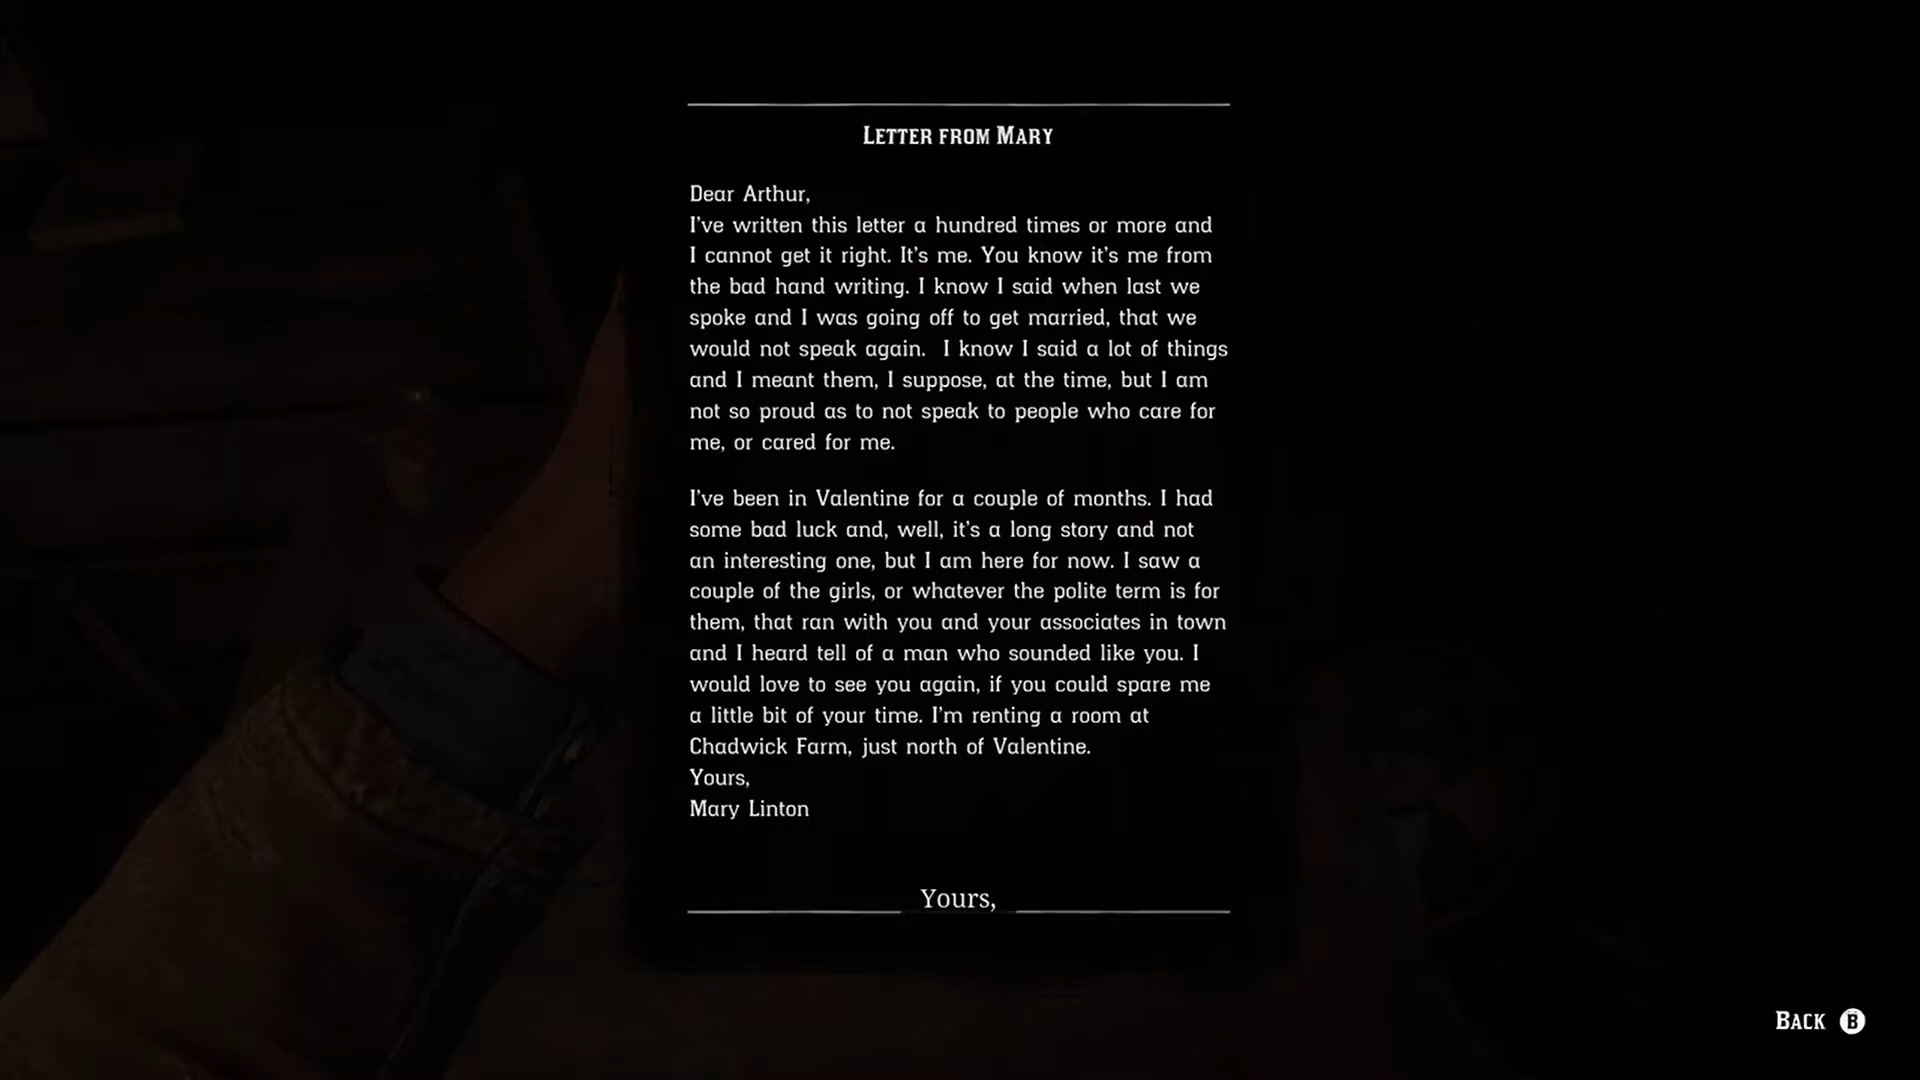 LETTER FROM MARY
Dear Arthur,
I've written this letter a hundred times or more and
I cannot get it right. It's me. You know it's me from
the bad hand writing. I know I said when last we
spoke and I was going off to get married, that we
would not speak again.  I know I said a lot of things
and I meant them, I suppose, at the time, but I am
not so proud as to not speak to people who care for
me, or cared for me.
I've been in Valentine for a couple of months. I had
some bad luck and, well, it's a long story and not
an interesting one, but I am here for now. I saw a
couple of the girls, or whatever the polite term is for
them, that ran with you and your associates in town
and I heard tell of a man who sounded like you. I
would love to see you again, if you could spare me
a little bit of your time. I'm renting a room at
Chadwick Farm, just north of Valentine.
Yours,
Mary Linton
Yours,
BACK B